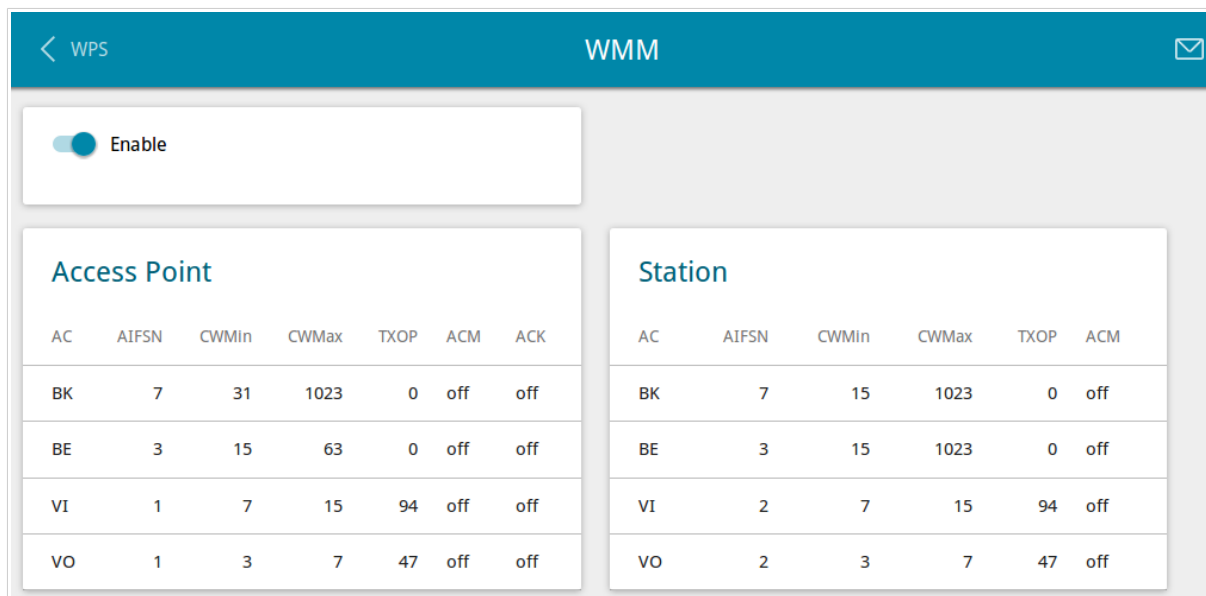 WPS
WMM
Enable
Access Point
AC AIFSN CWMin CWMax TXOP ACM ACK
BK 7 31 1023 0 off off
BE 3 15 63 0 off off
VI 1 7 15 94 off off
VO 1 3 7 47 off off
Station
AC AIFSN CWMin CWMax TXOP ACM
BK 7 15 1023 0 off
BE 3 15 1023 0 off
VI 2 7 15 94 off
VO 2 3 7 47 off